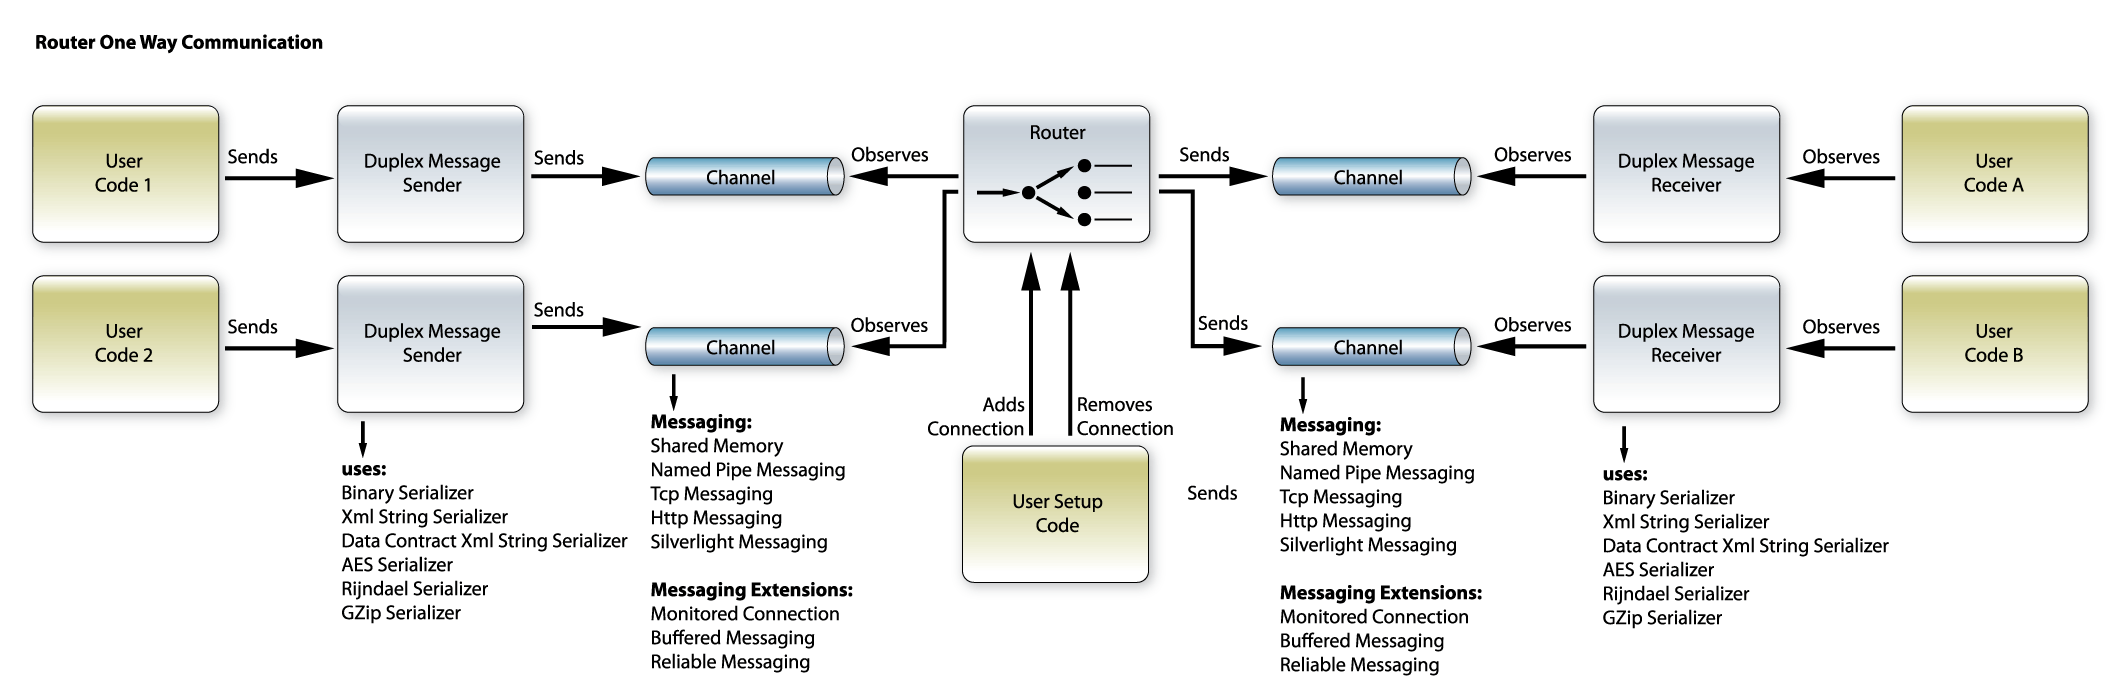 Router One Way Communication
User
Code 1
Sends
Duplex Message
Sender
Sends
Channel
Observes
Router
Sends
Channel
Observes
Duplex Message
Receiver
Observes
User
Code A
User
Code 2
Sends
Duplex Message
Sender
Sends
Channel
Observes
Sends
Channel
Observes
Duplex Message
Receiver
Observes
User
Code B
uses:
Binary Serializer
Xml String Serializer
Data Contract Xml String Serializer
AES Serializer
Rijndael Serializer
GZip Serializer
Messaging:
Shared Memory
Named Pipe Messaging
Tcp Messaging
Http Messaging
Silverlight Messaging
Messaging Extensions:
Monitored Connection
Buffered Messaging
Reliable Messaging
Adds
Connection
Removes
Connection
User Setup
Code
Sends
Messaging:
Shared Memory
Named Pipe Messaging
Tcp Messaging
Http Messaging
Silverlight Messaging
Messaging Extensions:
Monitored Connection
Buffered Messaging
Reliable Messaging
uses:
Binary Serializer
Xml String Serializer
Data Contract Xml String Serializer
AES Serializer
Rijndael Serializer
GZip Serializer